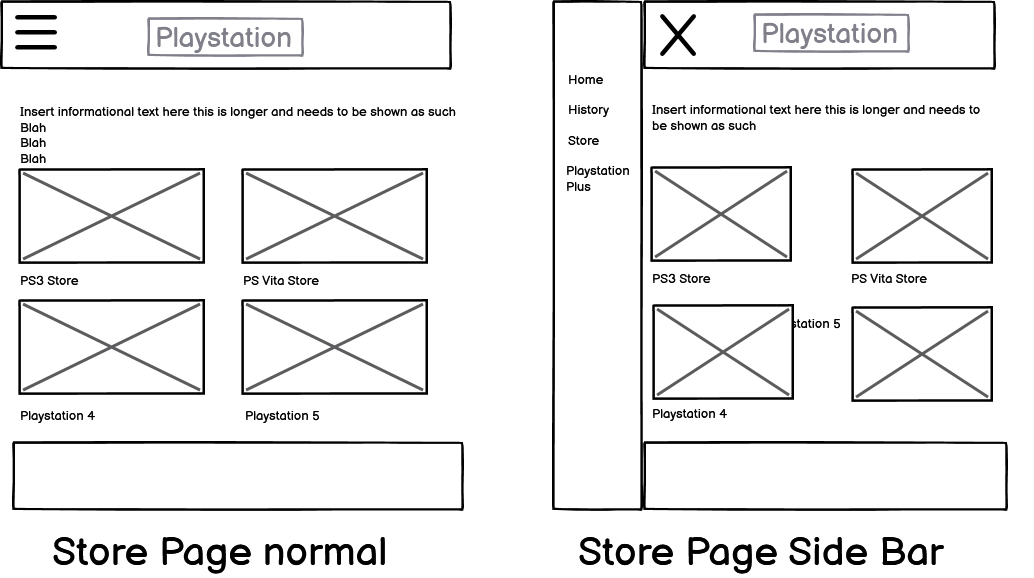 Playstation
Insert informational text here this is longer and needs to be shown as such
Blah
Blah
Blah
PS3 Store
PS Vita Store
Playstation 4
Playstation 5
Store Page normal
Playstation
Home
History
Store
Playstation
Plus
Insert informational text here this is longer and needs to
be shown as such
PS3 Store
PS Vita Store
station 5
Playstation 4
Store Page Side Bar